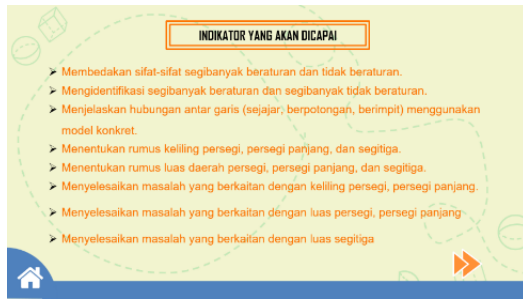 INDIKATOR YANG AKAN DICAPAI
➢ Membedakan sifat-sifat segibanyak beraturan dan tidak beraturan.
➢ Mengidentifikasi segibanyak beraturan dan segibanyak tidak beraturan.
➢ Menjelaskan hubungan antar garis (sejajar, berpotongan, berimpit) menggunakan
model konkret.
➢ Menentukan rumus keliling persegi, persegi panjang, dan segitiga.
➢ Menentukan rumus luas daerah persegi, persegi panjang, dan segitiga.
➢ Menyelesaikan masalah yang berkaitan dengan keliling persegi, persegi panjang.
➢ Menyelesaikan masalah yang berkaitan dengan luas persegi, persegi panjang
➢ Menyelesaikan masalah yang berkaitan dengan luas segitiga